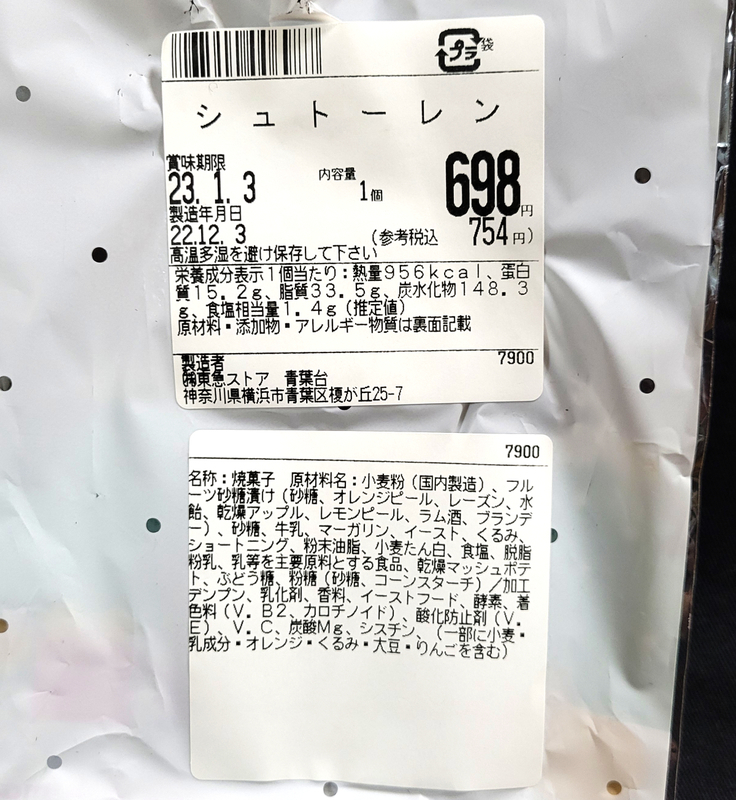 プラ
袋
シュトーレン
賞味期限
23.1.3
内容量
1個
698円
製造年月日
22.12.3
(参考税込 754円)
高温多湿を避け保存して下さい
栄養成分表示1個当たり:熱量956kcal、蛋白
質15.2g、脂質33.5g、炭水化物148.3
g、食塩相当量1.4g(推定値)
原材料・添加物・アレルギー物質は裏面記載
製造者
7900
㈱東急ストア 青葉台
神奈川県横浜市青葉区榎が丘25-7
7900
名称:焼菓子 原材料名:小麦粉(国内製造)、フル
ーツ砂糖漬け(砂糖、オレンジピール、レーズン、水
飴、乾燥アップル、レモンピール、ラム酒、ブランデ
ー)、砂糖、牛乳、マーガリン、イースト、くるみ、
ショートニング、粉末油脂、小麦たん白、食塩、脱脂
粉乳、乳等を主要原料とする食品、乾燥マッシュポテ
ト、ぶどう糖、粉糖(砂糖、コーンスターチ)/加工
デンプン、乳化剤、香料、イーストフード、酵素、着
色料(V.B2、カロチノイド)、酸化防止剤(V.
E)、V.C、炭酸Mg、シスチン、(一部に小麦・
乳成分・オレンジ・くるみ・大豆・りんごを含む)